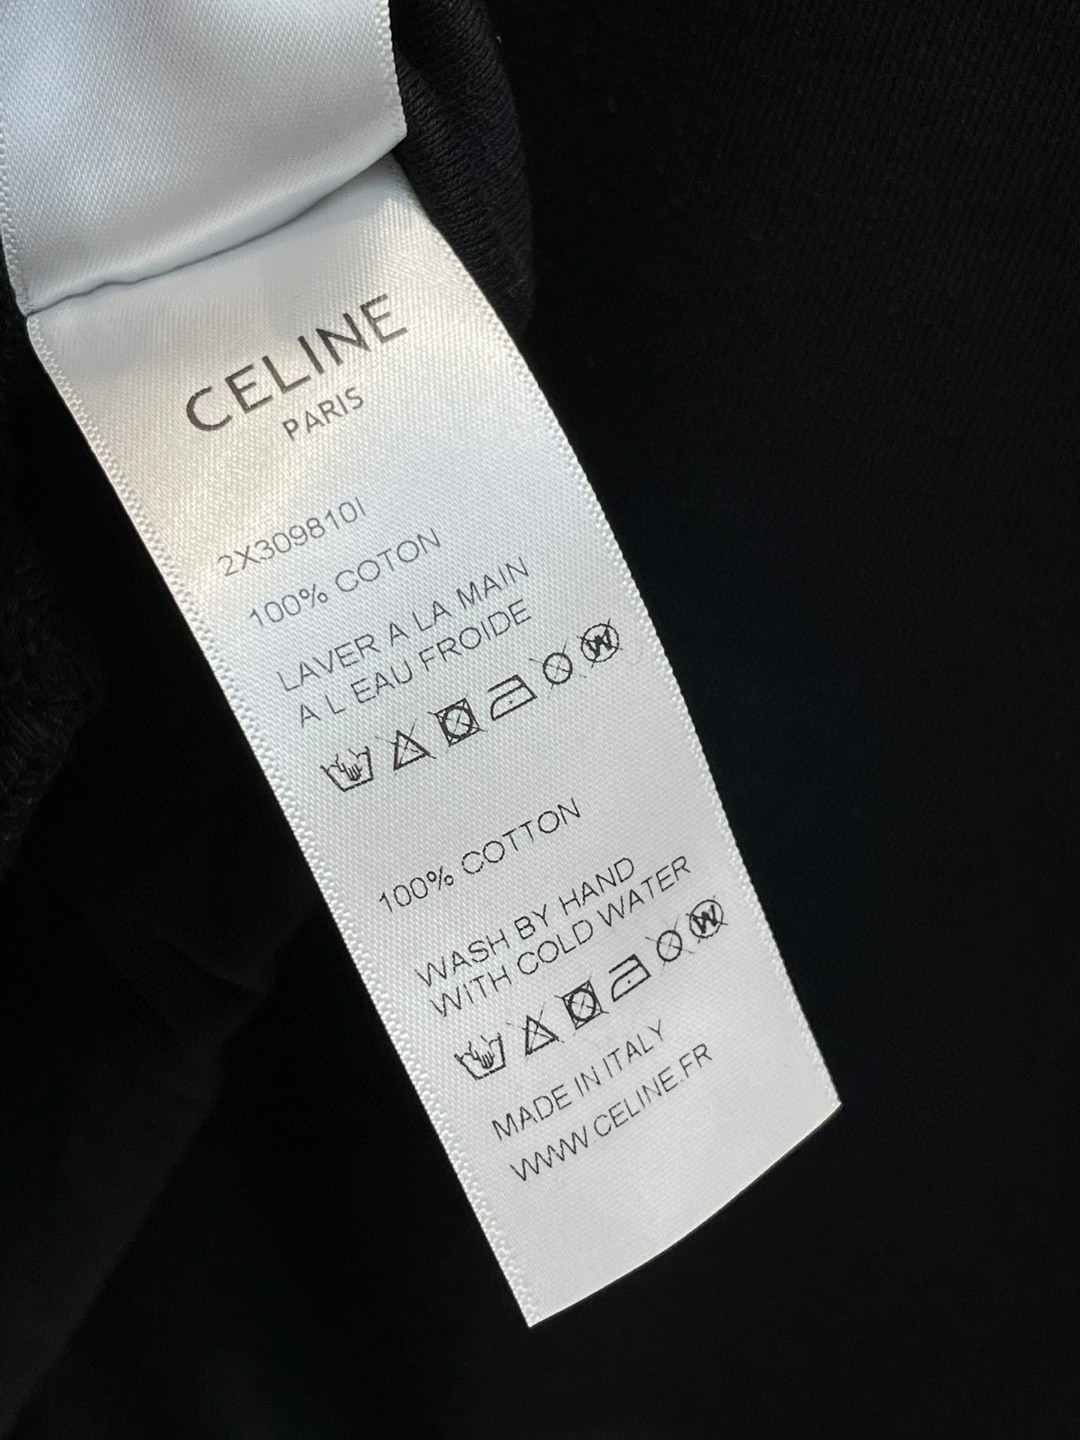 CELINE
PARIS
2X309810I
100% COTON
LAVER A LA MAIN
A L EAU FROIDE
W
100% COTTON
WASH BY HAND
WITH COLD WATER
W
MADE IN ITALY
WWW.CELINE.FR